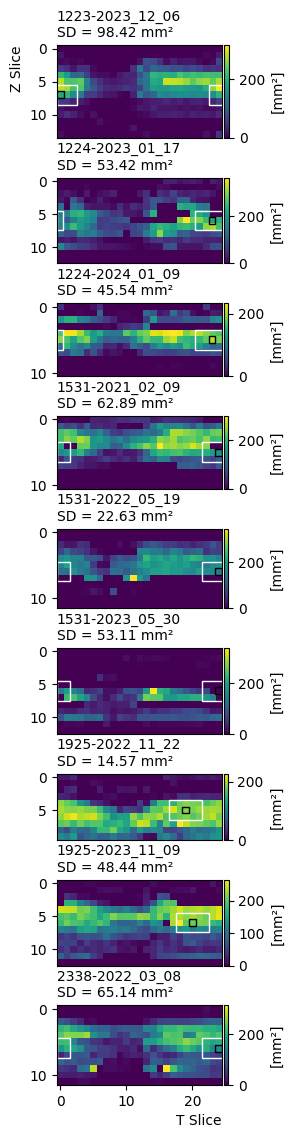 1223-2023_12_06
SD = 98.42 mm²
Z Slice
0
5
10
200
0
[mm²]
1224-2023_01_17
SD = 53.42 mm²
0
5
10
200
0
[mm²]
1224-2024_01_09
SD = 45.54 mm²
0
5
10
200
0
[mm²]
1531-2021_02_09
SD = 62.89 mm²
0
5
10
200
0
[mm²]
1531-2022_05_19
SD = 22.63 mm²
0
5
10
200
0
[mm²]
1531-2023_05_30
SD = 53.11 mm²
0
5
10
200
0
[mm²]
1925-2022_11_22
SD = 14.57 mm²
0
5
200
0
[mm²]
1925-2023_11_09
SD = 48.44 mm²
0
5
10
200
0
[mm²]
2338-2022_03_08
SD = 65.14 mm²
0
5
10
200
0
[mm²]
0
10
20
T Slice